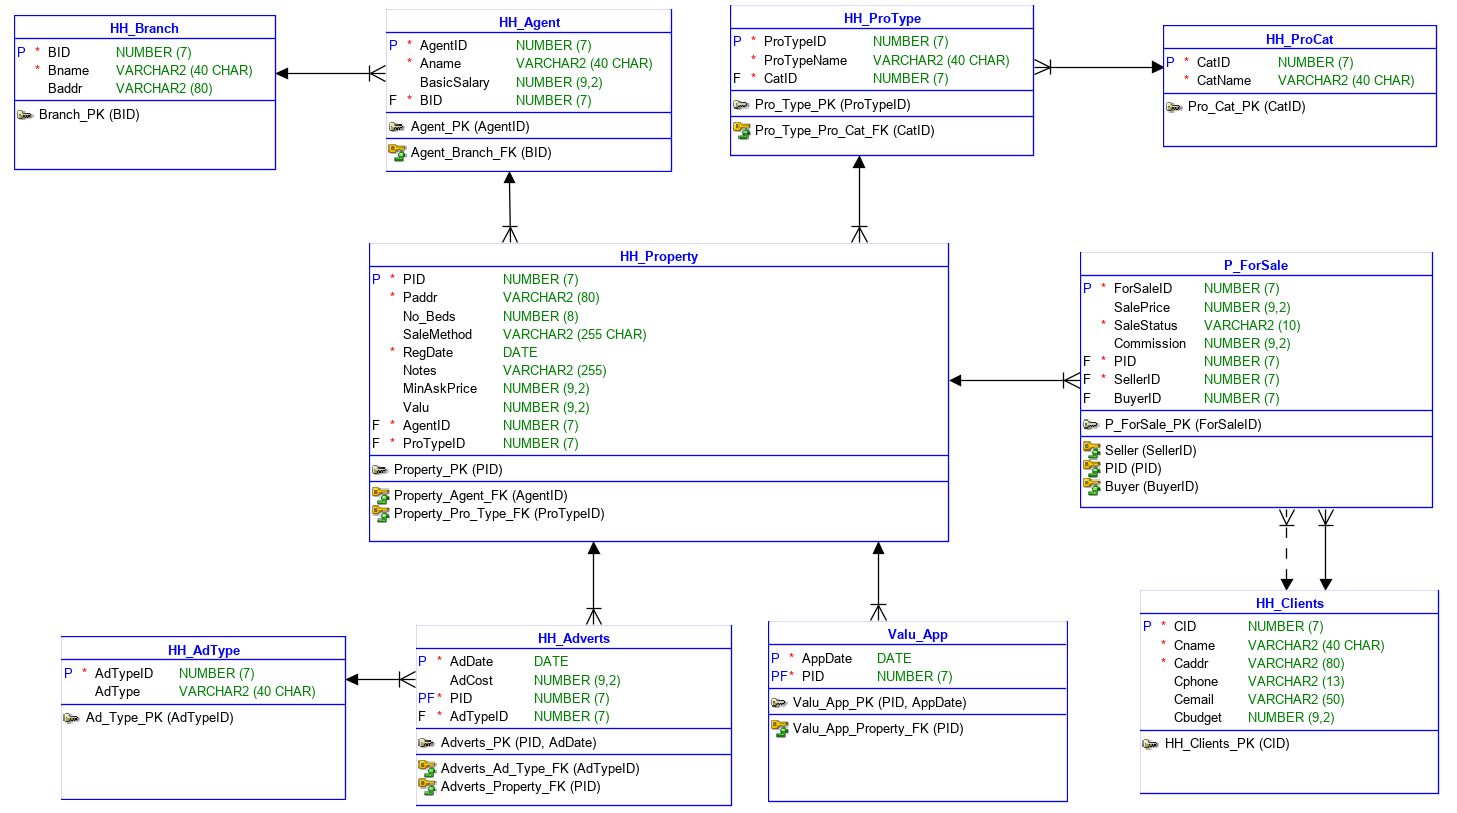 HH_Branch
P * BID NUMBER (7)
* Bname VARCHAR2 (40 CHAR)
Baddr VARCHAR2 (80)
Branch_PK (BID)
HH_Agent
P * AgentID NUMBER (7)
* Aname VARCHAR2 (40 CHAR)
BasicSalary NUMBER (9,2)
F * BID NUMBER (7)
Agent_PK (AgentID)
Agent_Branch_FK (BID)
HH_ProType
P * ProTypeID NUMBER (7)
* ProTypeName VARCHAR2 (40 CHAR)
F * CatID NUMBER (7)
Pro_Type_PK (ProTypeID)
Pro_Type_Pro_Cat_FK (CatID)
HH_ProCat
P * CatID NUMBER (7)
* CatName VARCHAR2 (40 CHAR)
Pro_Cat_PK (CatID)
HH_Property
P * PID NUMBER (7)
* Paddr VARCHAR2 (80)
No_Beds NUMBER (8)
SaleMethod VARCHAR2 (255 CHAR)
* RegDate DATE
Notes VARCHAR2 (255)
MinAskPrice NUMBER (9,2)
Valu NUMBER (9,2)
F * AgentID NUMBER (7)
F * ProTypeID NUMBER (7)
Property_PK (PID)
Property_Agent_FK (AgentID)
Property_Pro_Type_FK (ProTypeID)
P_ForSale
P * ForSaleID NUMBER (7)
SalePrice NUMBER (9,2)
* SaleStatus VARCHAR2 (10)
Commission NUMBER (9,2)
F * PID NUMBER (7)
F * SellerID NUMBER (7)
F BuyerID NUMBER (7)
P_ForSale_PK (ForSaleID)
Seller (SellerID)
PID (PID)
Buyer (BuyerID)
HH_AdType
P * AdTypeID NUMBER (7)
AdType VARCHAR2 (40 CHAR)
Ad_Type_PK (AdTypeID)
HH_Adverts
P * AdDate DATE
AdCost NUMBER (9,2)
PF* PID NUMBER (7)
F * AdTypeID NUMBER (7)
Adverts_PK (PID, AdDate)
Adverts_Ad_Type_FK (AdTypeID)
Adverts_Property_FK (PID)
Valu_App
P * AppDate DATE
PF* PID NUMBER (7)
Valu_App_PK (PID, AppDate)
Valu_App_Property_FK (PID)
HH_Clients
P * CID NUMBER (7)
* Cname VARCHAR2 (40 CHAR)
* Caddr VARCHAR2 (80)
Cphone VARCHAR2 (13)
Cemail VARCHAR2 (50)
Cbudget NUMBER (9,2)
HH_Clients_PK (CID)